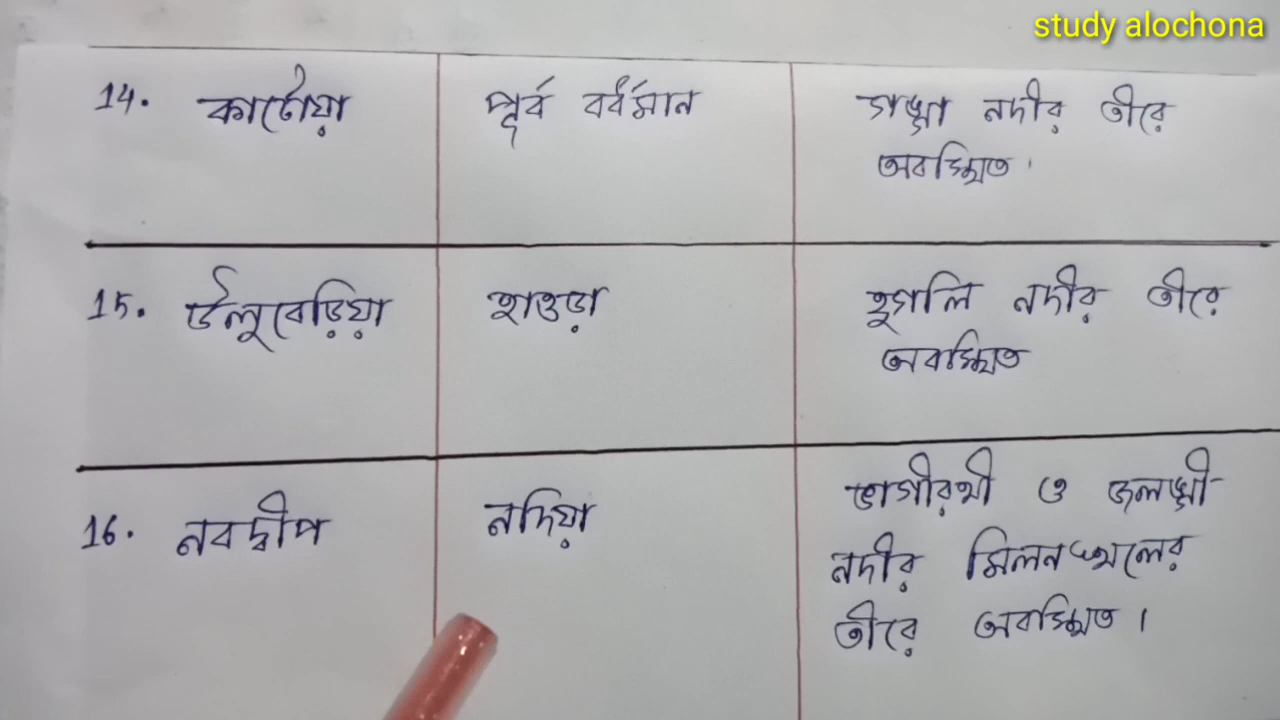 study alochona
14. কাটোয়া পূর্ব বর্ধমান গঙ্গা নদীর তীরে
অবস্থিত।
15. উলুবেড়িয়া হাওড়া হুগলি নদীর তীরে
অবস্থিত
16. নবদ্বীপ নদিয়া ভাগীরথী ও জলঙ্গী
নদীর মিলনস্থলের
তীরে অবস্থিত।